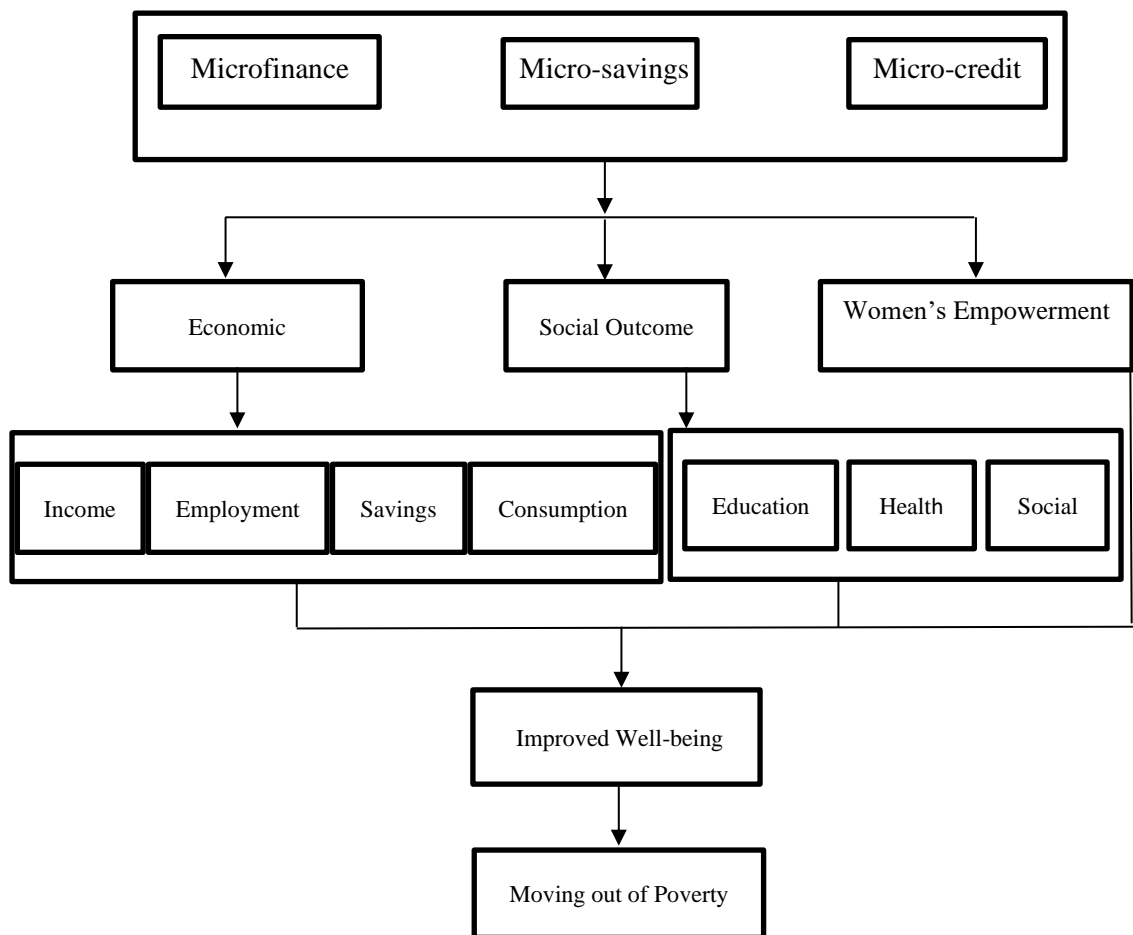 Microfinance
Micro-savings
Micro-credit
Economic
Social Outcome
Women’s Empowerment
Income
Employment
Savings
Consumption
Education
Health
Social
Improved Well-being
Moving out of Poverty